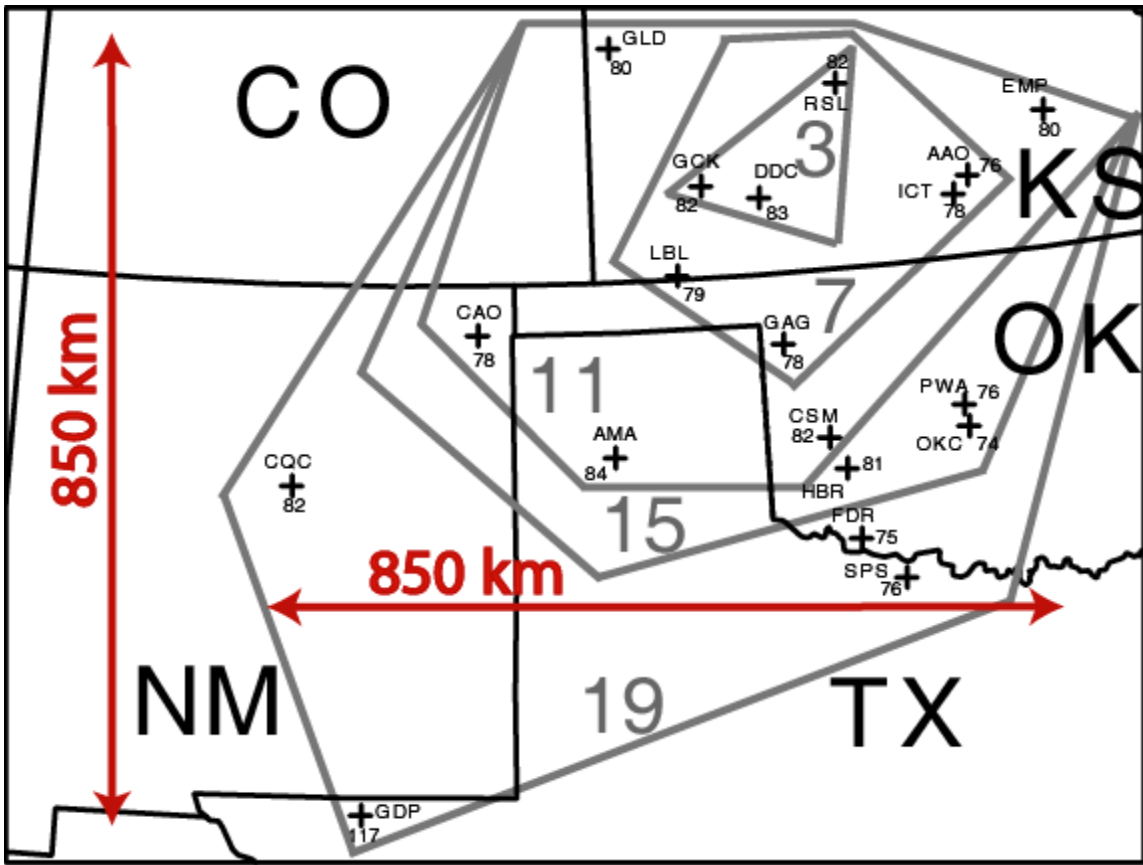 CO
GLD
80
82
RSL
EMP
80
3
GCK
82
DDC
83
AAO
76
ICT
78
KS
LBL
79
7
CAO
78
GAG
78
OK
11
PWA
76
OKC
74
CSM
82
AMA
84
81
HBR
CQC
82
850 km
15
FDR
75
SPS
76
850 km
NM
19
TX
GDP
117